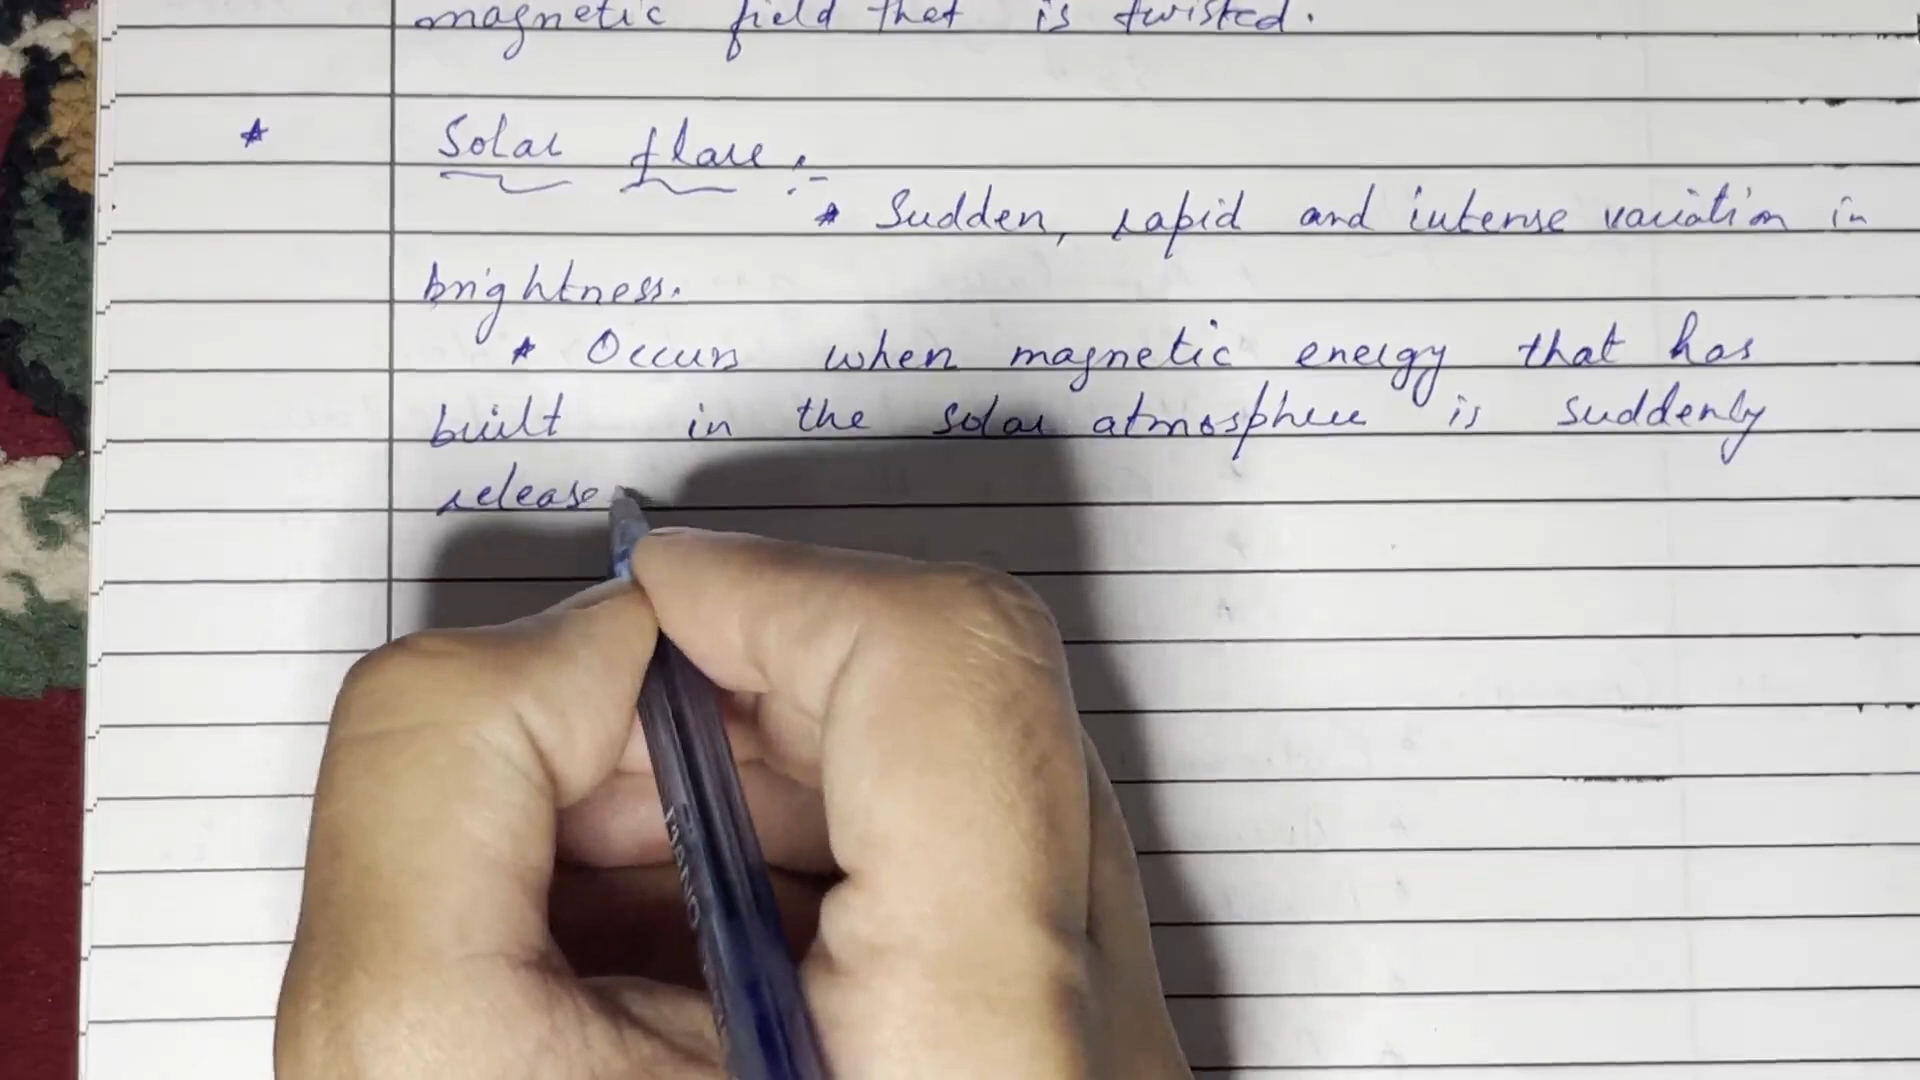 magnetic field that is twisted.
* Solar flare :-
* Sudden, rapid and intense variation in
brightness.
* Occurs when magnetic energy that has
built in the solar atmosphere is suddenly
release
PIANO